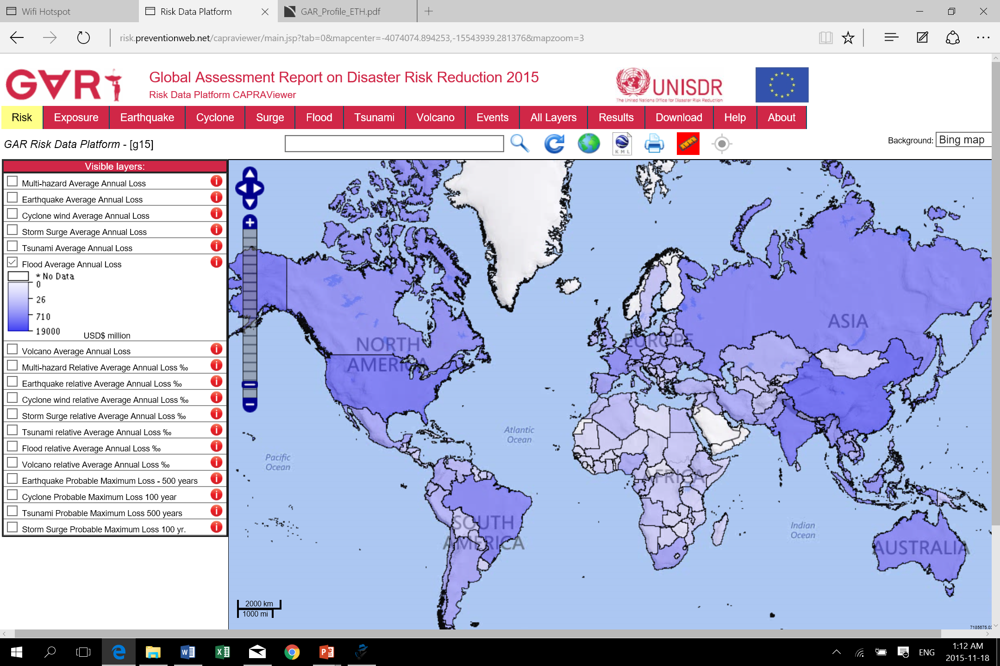 Wifi Hotspot
Risk Data Platform
GAR_Profile_ETH.pdf
risk.preventionweb.net/capraviewer/main.jsp?tab=0&mapcenter=-4074074.894253,-15543939.281376&mapzoom=3
G∀R
Global Assessment Report on Disaster Risk Reduction 2015
Risk Data Platform CAPRAViewer
UNISDR
The United Nations Office for Disaster Risk Reduction
Risk Exposure Earthquake Cyclone Surge Flood Tsunami Volcano Events All Layers Results Download Help About
GAR Risk Data Platform - [g15]
KML
Background: Bing map
Visible layers:
Multi-hazard Average Annual Loss
Earthquake Average Annual Loss
Cyclone wind Average Annual Loss
Storm Surge Average Annual Loss
Tsunami Average Annual Loss
Flood Average Annual Loss
* No Data
0
26
710
19000
USD$ million
Volcano Average Annual Loss
Multi-hazard Relative Average Annual Loss ‰
Earthquake relative Average Annual Loss ‰
Cyclone wind relative Average Annual Loss ‰
Storm Surge relative Average Annual Loss ‰
Tsunami relative Average Annual Loss ‰
Flood relative Average Annual Loss ‰
Volcano relative Average Annual Loss ‰
Earthquake Probable Maximum Loss - 500 years
Cyclone Probable Maximum Loss 100 year
Tsunami Probable Maximum Loss 500 years
Storm Surge Probable Maximum Loss 100 yr.
NORTH
AMERICA
EUROPE
ASIA
Atlantic
Ocean
Pacific
Ocean
AFRICA
SOUTH
AMERICA
Indian
Ocean
AUSTRALIA
2000 km
1000 mi
ENG
1:12 AM
2015-11-18